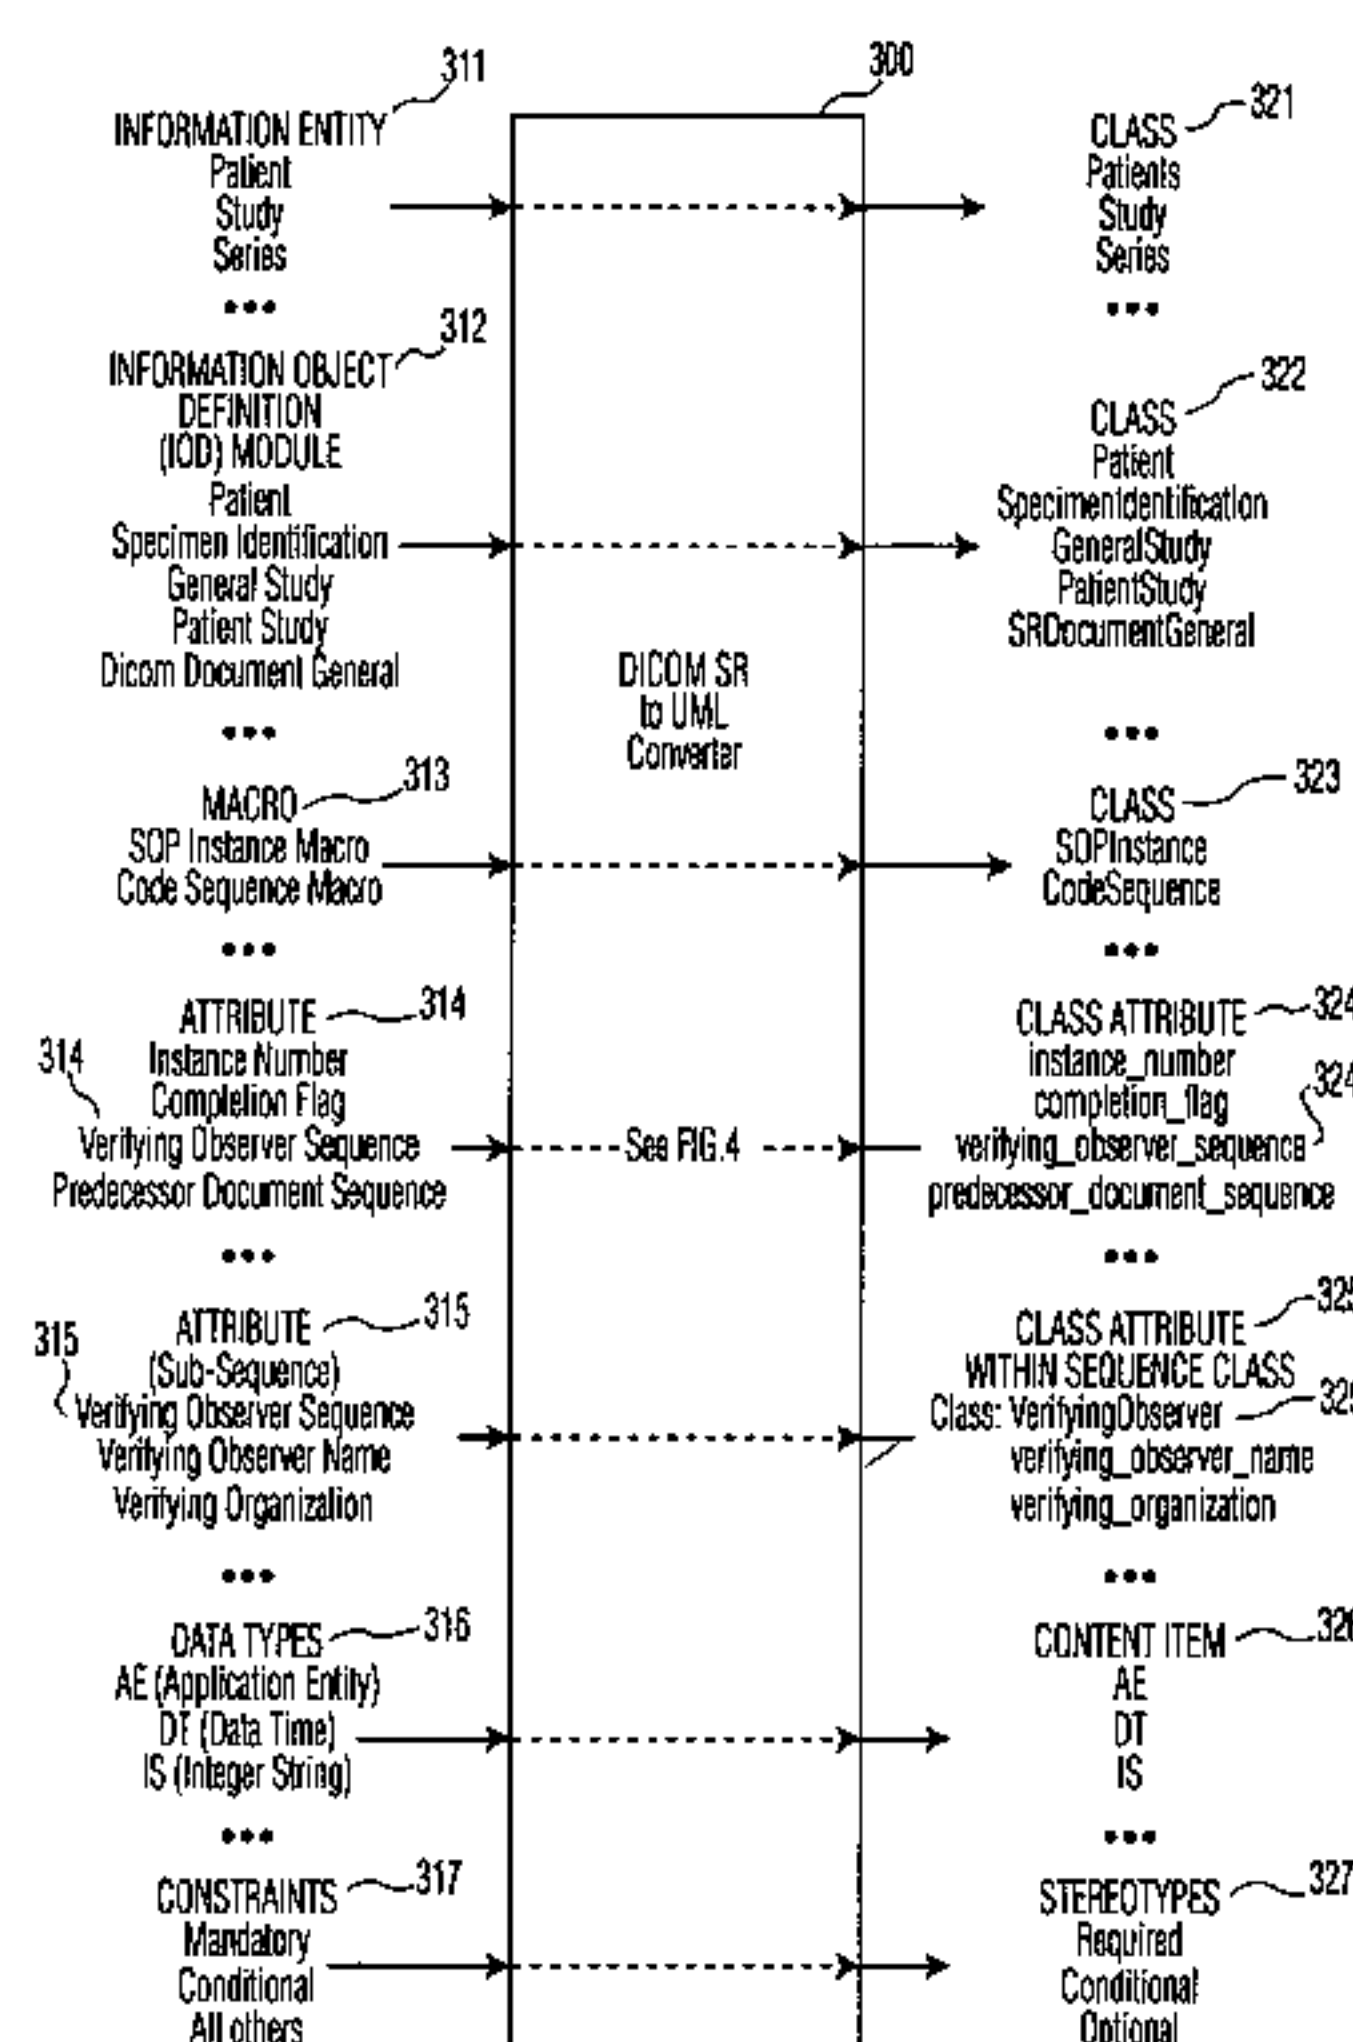 300
311
INFORMATION ENTITY
Patient
Study
Series
•••
312
INFORMATION OBJECT
DEFINITION
(IOD) MODULE
Patient
Specimen Identification
General Study
Patient Study
Dicom Document General
•••
313
MACRO
SOP Instance Macro
Code Sequence Macro
•••
314
ATTRIBUTE
314
Instance Number
Completion Flag
Verifying Observer Sequence
Predecessor Document Sequence
•••
315
ATTRIBUTE
315
(Sub-Sequence)
Verifying Observer Sequence
Verifying Observer Name
Verifying Organization
•••
316
DATA TYPES
AE (Application Entity)
DT (Data Time)
IS (Integer String)
•••
317
CONSTRAINTS
Mandatory
Conditional
All others
DICOM SR
to UML
Converter
See FIG.4
321
CLASS
Patients
Study
Series
•••
322
CLASS
Patient
SpecimenIdentification
GeneralStudy
PatientStudy
SRDocumentGeneral
•••
323
CLASS
SOPInstance
CodeSequence
•••
324
CLASS ATTRIBUTE
instance_number
324
completion_flag
verifying_observer_sequence
predecessor_document_sequence
•••
325
CLASS ATTRIBUTE
WITHIN SEQUENCE CLASS
Class: VerifyingObserver
verifying_observer_name
verifying_organization
•••
326
CONTENT ITEM
AE
DT
IS
•••
327
STEREOTYPES
Required
Conditional
Optional